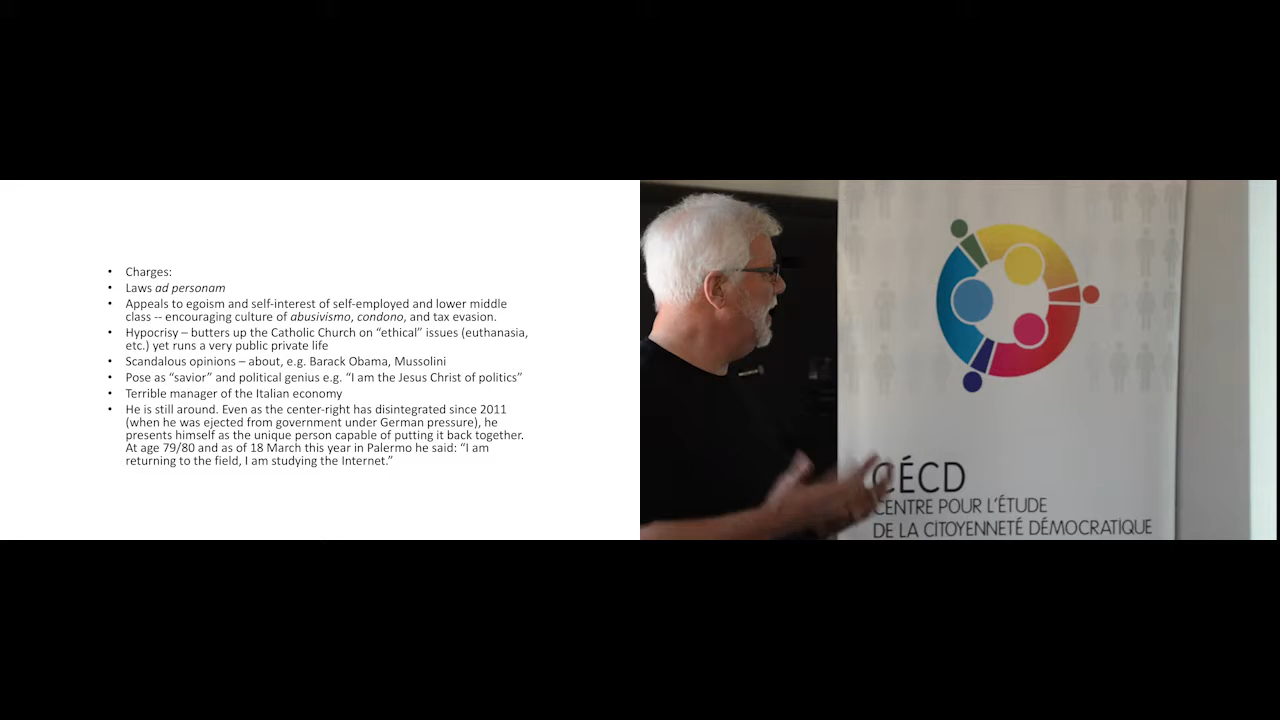 • Charges:
• Laws ad personam
• Appeals to egoism and self-interest of self-employed and lower middle
class -- encouraging culture of abusivismo, condono, and tax evasion.
• Hypocrisy – butters up the Catholic Church on “ethical” issues (euthanasia,
etc.) yet runs a very public private life
• Scandalous opinions – about, e.g. Barack Obama, Mussolini
• Pose as “savior” and political genius e.g. “I am the Jesus Christ of politics”
• Terrible manager of the Italian economy
• He is still around. Even as the center-right has disintegrated since 2011
(when he was ejected from government under German pressure), he
presents himself as the unique person capable of putting it back together.
At age 79/80 and as of 18 March this year in Palermo he said: “I am
returning to the field, I am studying the Internet.”
CÉCD
CENTRE POUR L'ÉTUDE
DE LA CITOYENNETÉ DÉMOCRATIQUE